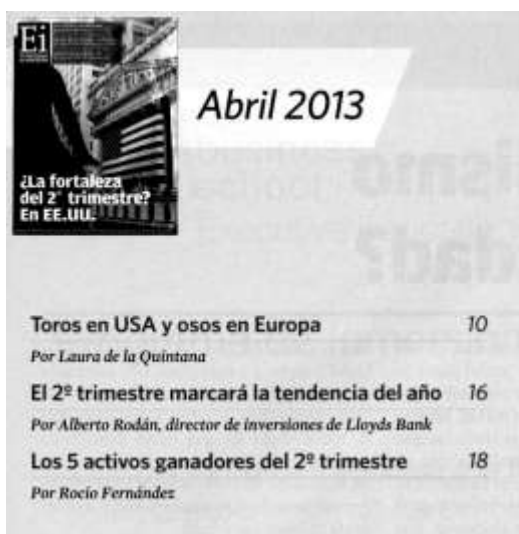 Ei
Abril 2013
¿La fortaleza
del 2º trimestre?
En EE.UU.
Toros en USA y osos en Europa 10
Por Laura de la Quintana
El 2º trimestre marcará la tendencia del año 16
Por Alberto Rodán, director de inversiones de Lloyds Bank
Los 5 activos ganadores del 2º trimestre 18
Por Rocío Fernández